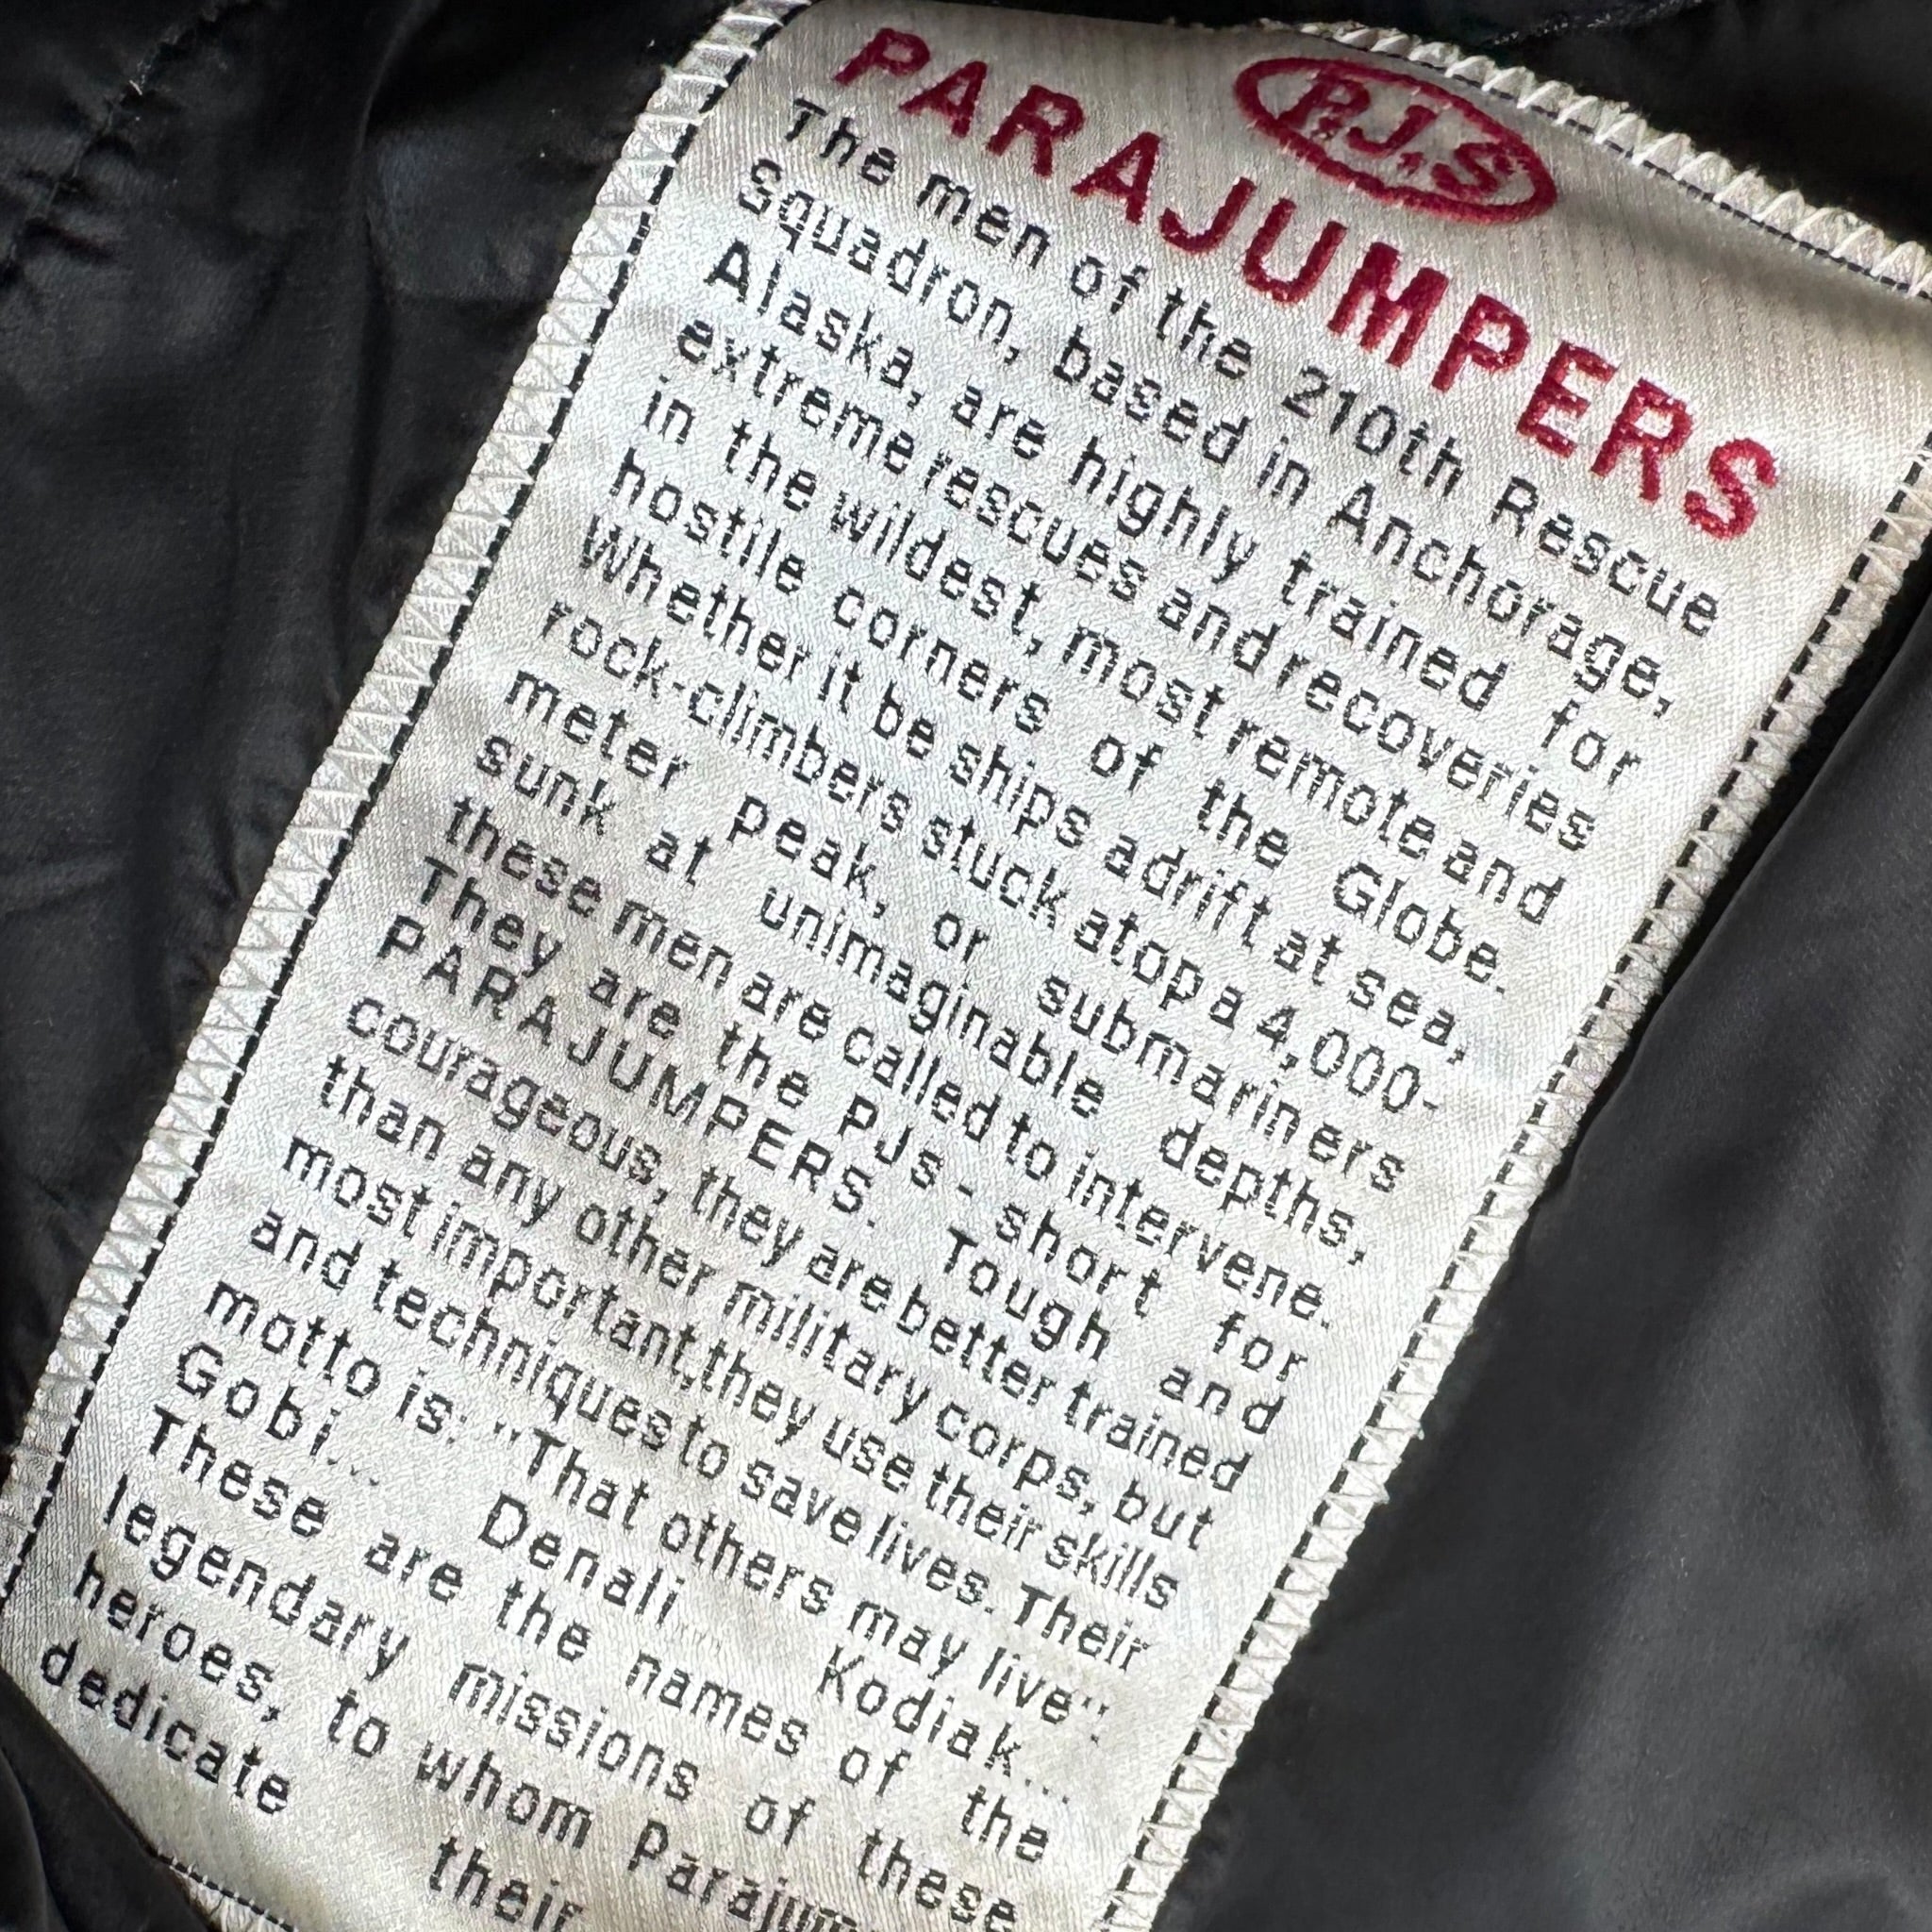 P.J.S
PARAJUMPERS
The men of the 210th Rescue
Squadron, based in Anchorage,
Alaska, are highly trained for
extreme rescues and recoveries
in the wildest, most remote and
hostile corners of the Globe.
Whether it be ships adrift at sea,
rock-climbers stuck atop a 4,000-
meter peak, or submariners
sunk at unimaginable depths,
these men are called to intervene.
They are the PJs - short for
PARAJUMPERS. Tough and
courageous, they are better trained
than any other military corps, but
most important,they use their skills
and techniques to save lives. Their
motto is: "That others may live".
Gobi... Denali... Kodiak...
These are the names of the
legendary missions of these
heroes, to whom
dedicate their